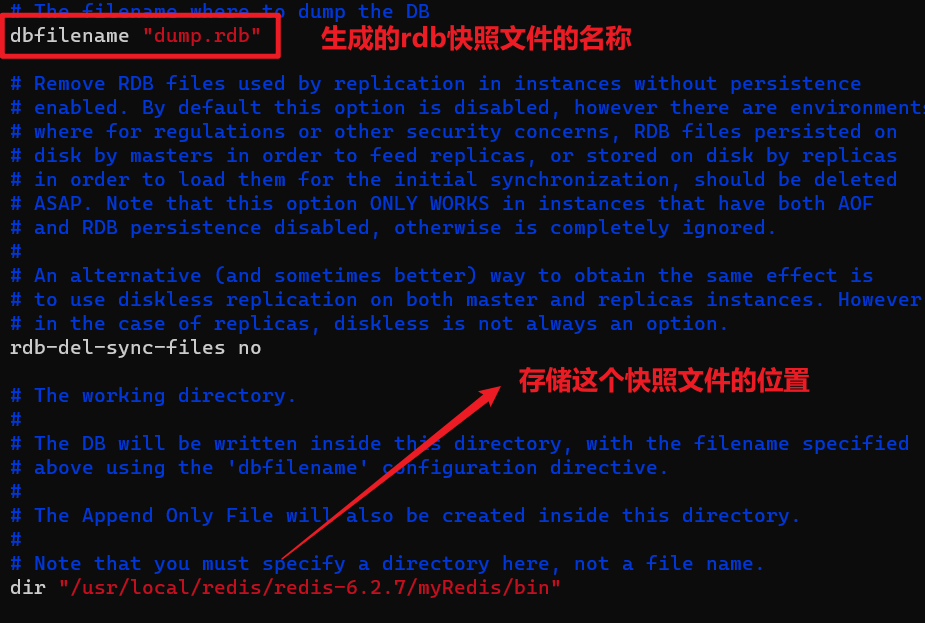 # The filename where to dump the DB
dbfilename "dump.rdb" 生成的rdb快照文件的名称
# Remove RDB files used by replication in instances without persistence
# enabled. By default this option is disabled, however there are environments
# where for regulations or other security concerns, RDB files persisted on
# disk by masters in order to feed replicas, or stored on disk by replicas
# in order to load them for the initial synchronization, should be deleted
# ASAP. Note that this option ONLY WORKS in instances that have both AOF
# and RDB persistence disabled, otherwise is completely ignored.
#
# An alternative (and sometimes better) way to obtain the same effect is
# to use diskless replication on both master and replicas instances. However
# in the case of replicas, diskless is not always an option.
rdb-del-sync-files no
存储这个快照文件的位置
# The working directory.
#
# The DB will be written inside this directory, with the filename specified
# above using the 'dbfilename' configuration directive.
#
# The Append Only File will also be created inside this directory.
#
# Note that you must specify a directory here, not a file name.
dir "/usr/local/redis/redis-6.2.7/myRedis/bin"